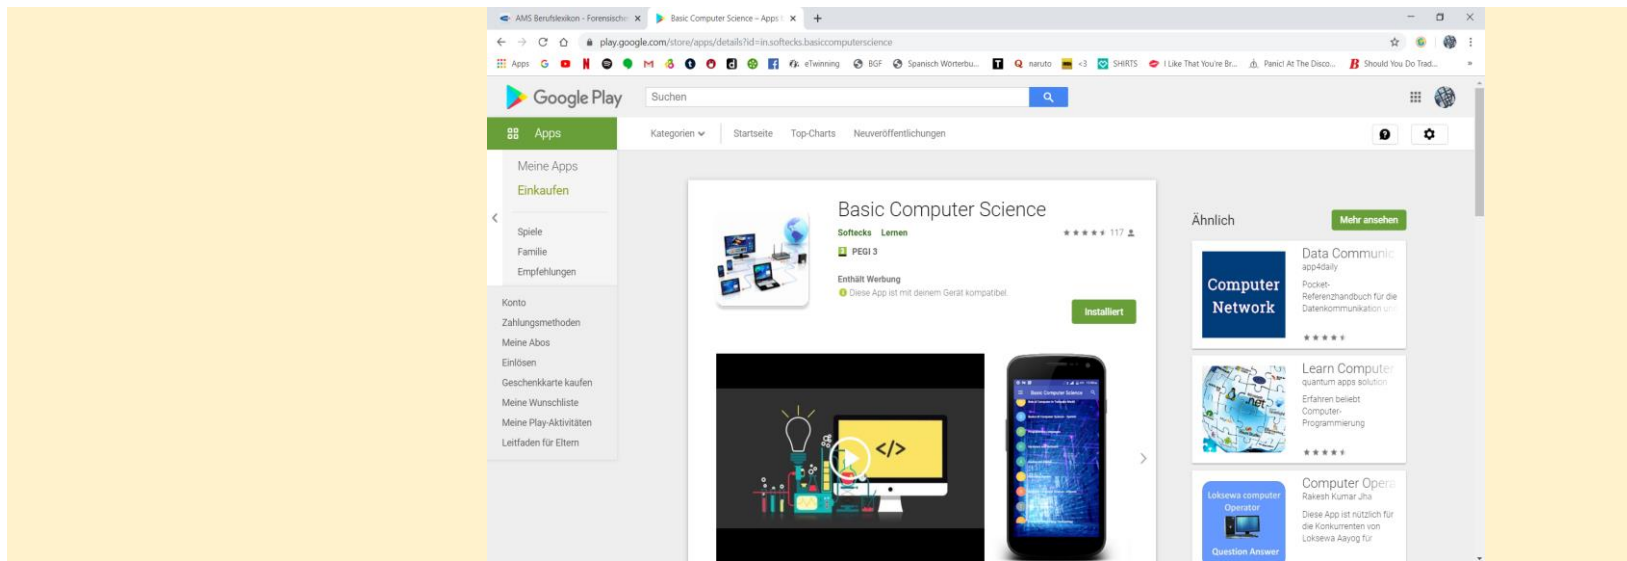 AMS Berufslexikon - Forensische
Basic Computer Science – Apps
play.google.com/store/apps/details?id=in.softecks.basiccomputerscience
Apps
eTwinning
BGF
Spanisch Wörterbu...
naruto
<3
SHIRTS
I Like That You're Br...
Panic! At The Disco...
Should You Do Trad...
Google Play
Suchen
Apps
Kategorien
Startseite
Top-Charts
Neuveröffentlichungen
Meine Apps
Einkaufen
Spiele
Familie
Empfehlungen
Konto
Zahlungsmethoden
Meine Abos
Einlösen
Geschenkkarte kaufen
Meine Wunschliste
Meine Play-Aktivitäten
Leitfaden für Eltern
Basic Computer Science
Softecks Lernen
117
PEGI 3
Enthält Werbung
Diese App ist mit deinem Gerät kompatibel.
Installiert
</>
Basic Computer Science
Ähnlich
Mehr ansehen
Computer
Network
Data Communic
app4daily
Pocket-
Referenzhandbuch für die
Datenkommunikation un
.net
Learn Computer
quantum apps solution
Erfahren beliebt
Computer-
Programmierung
Loksewa computer
Operator
Question Answer
Computer Opera
Rakesh Kumar Jha
Diese App ist nützlich für
die Konkurrenten von
Loksewa Aayog für